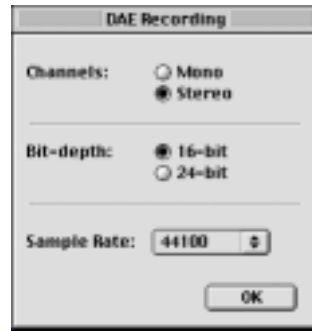 DAE Recording
Channels: Mono
Stereo
Bit-depth: 16-bit
24-bit
Sample Rate: 44100
OK